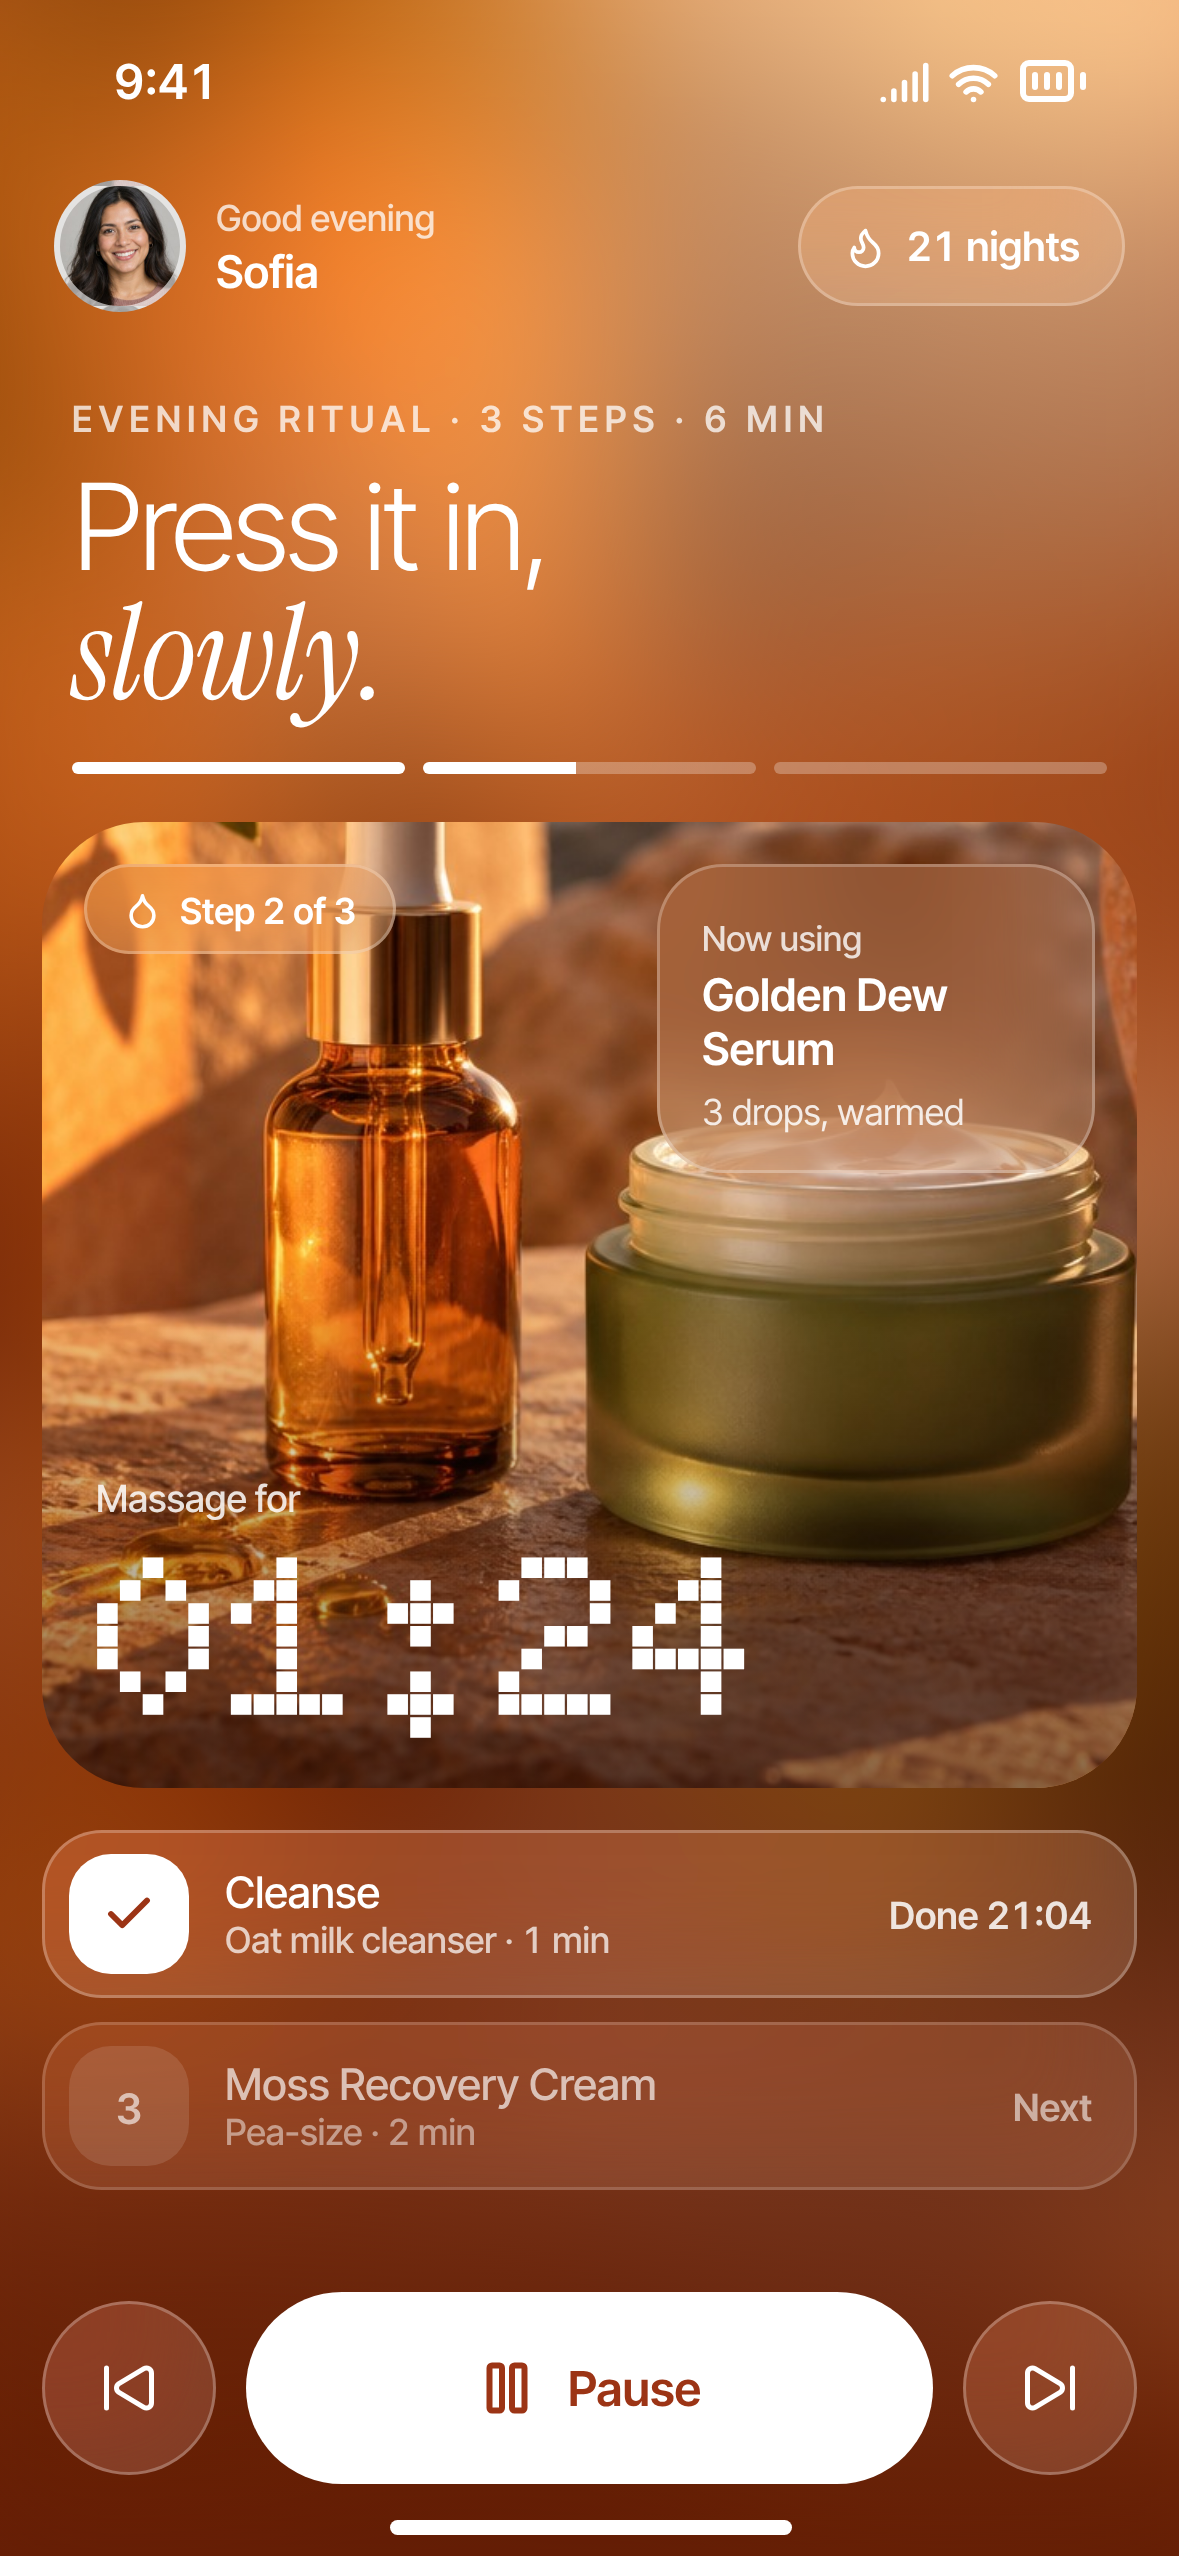 9:41
Good evening
Sofia
21 nights
EVENING RITUAL · 3 STEPS · 6 MIN
Press it in,
slowly.
Step 2 of 3
Now using
Golden Dew
Serum
3 drops, warmed
Massage for
01:24
Cleanse
Oat milk cleanser · 1 min
Done 21:04
3
Moss Recovery Cream
Pea-size · 2 min
Next
Pause